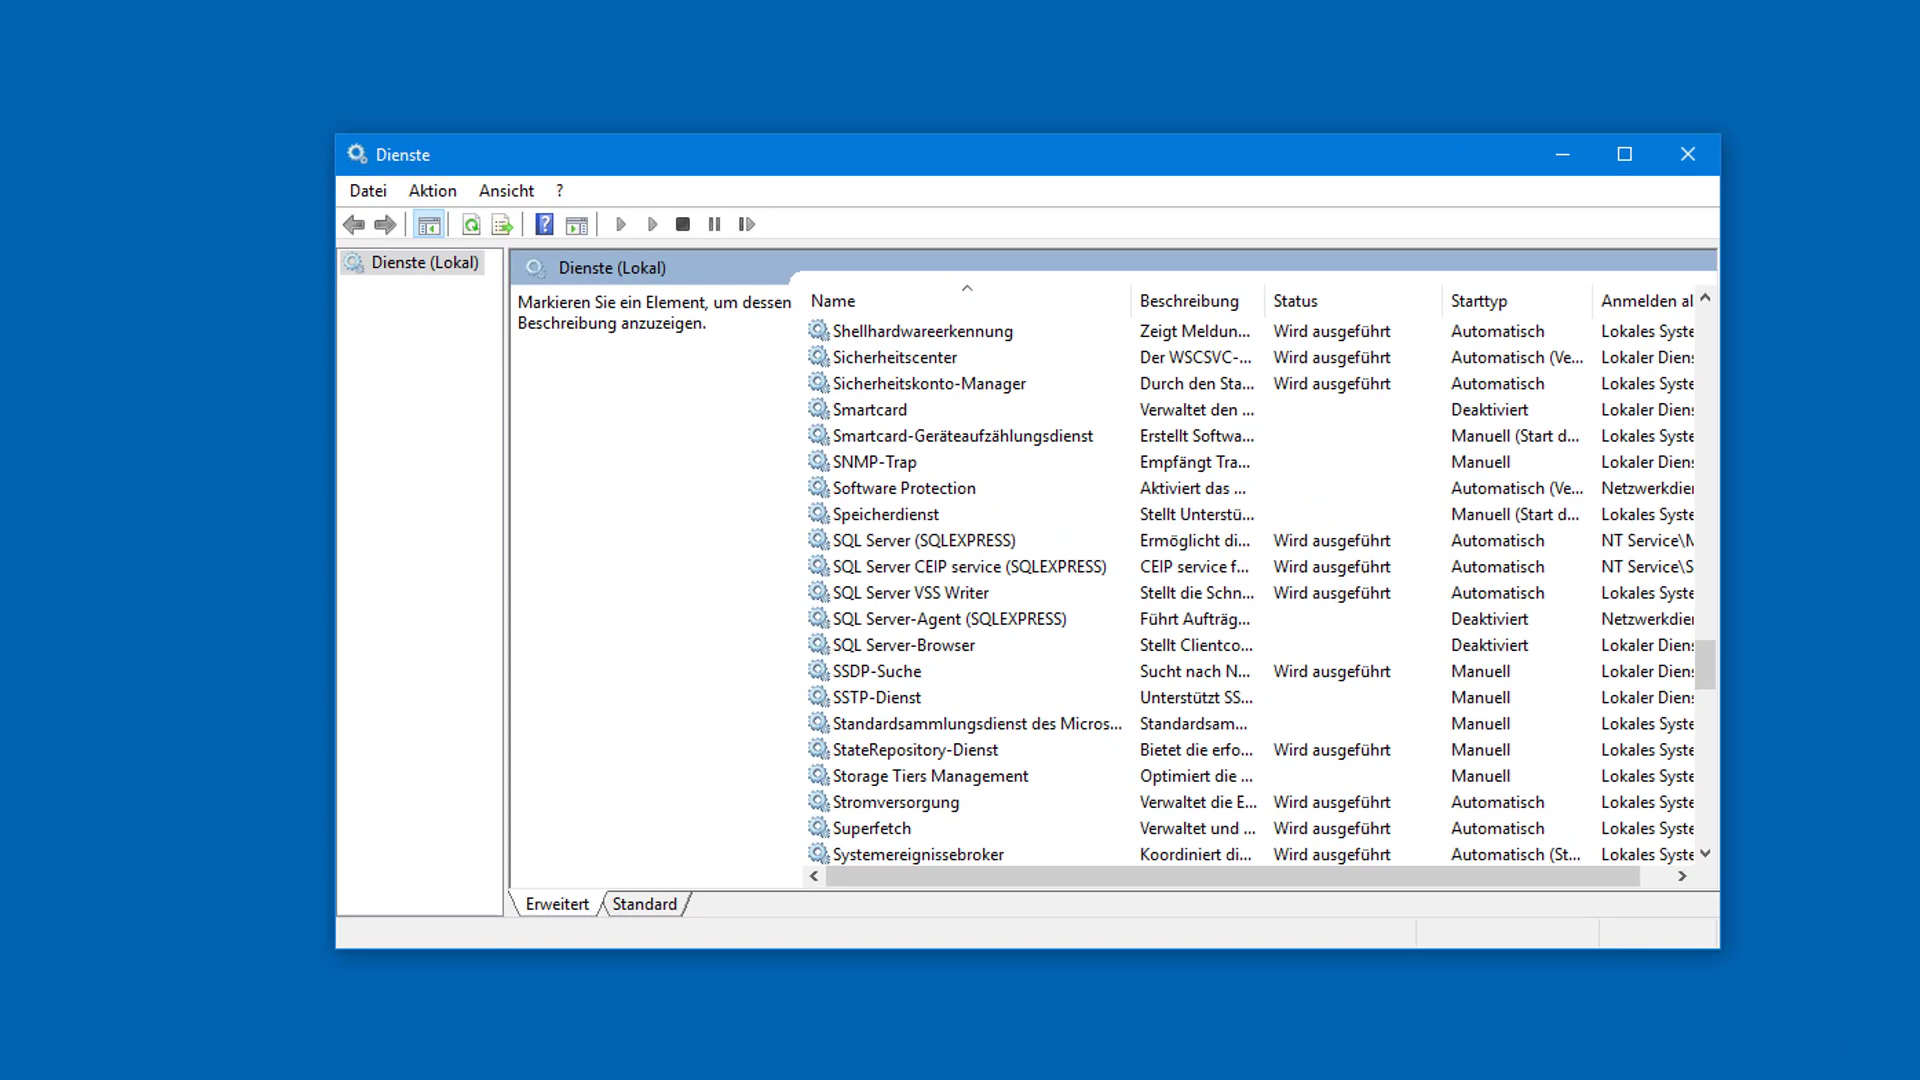 Dienste
Datei Aktion Ansicht ?
Dienste (Lokal)
Dienste (Lokal)
Markieren Sie ein Element, um dessen
Beschreibung anzuzeigen.
Name Beschreibung Status Starttyp Anmelden al
Shellhardwareerkennung Zeigt Meldun... Wird ausgeführt Automatisch Lokales Syste
Sicherheitscenter Der WSCSVC-... Wird ausgeführt Automatisch (Ve... Lokaler Diens
Sicherheitskonto-Manager Durch den Sta... Wird ausgeführt Automatisch Lokales Syste
Smartcard Verwaltet den ... Deaktiviert Lokaler Diens
Smartcard-Geräteaufzählungsdienst Erstellt Softwa... Manuell (Start d... Lokales Syste
SNMP-Trap Empfängt Tra... Manuell Lokaler Diens
Software Protection Aktiviert das ... Automatisch (Ve... Netzwerkdien
Speicherdienst Stellt Unterstü... Manuell (Start d... Lokales Syste
SQL Server (SQLEXPRESS) Ermöglicht di... Wird ausgeführt Automatisch NT Service\M
SQL Server CEIP service (SQLEXPRESS) CEIP service f... Wird ausgeführt Automatisch NT Service\S
SQL Server VSS Writer Stellt die Schn... Wird ausgeführt Automatisch Lokales Syste
SQL Server-Agent (SQLEXPRESS) Führt Aufträg... Deaktiviert Netzwerkdien
SQL Server-Browser Stellt Clientco... Deaktiviert Lokaler Diens
SSDP-Suche Sucht nach N... Wird ausgeführt Manuell Lokaler Diens
SSTP-Dienst Unterstützt SS... Manuell Lokaler Diens
Standardsammlungsdienst des Micros... Standardsam... Manuell Lokales Syste
StateRepository-Dienst Bietet die erfo... Wird ausgeführt Manuell Lokales Syste
Storage Tiers Management Optimiert die ... Manuell Lokales Syste
Stromversorgung Verwaltet die E... Wird ausgeführt Automatisch Lokales Syste
Superfetch Verwaltet und ... Wird ausgeführt Automatisch Lokales Syste
Systemereignissebroker Koordiniert di... Wird ausgeführt Automatisch (St... Lokales Syste
Erweitert Standard